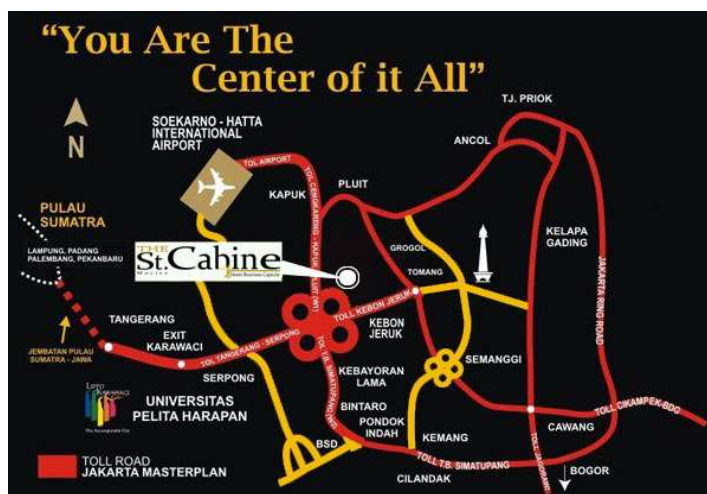 “You Are The
Center of it All”
N
SOEKARNO - HATTA
INTERNATIONAL
AIRPORT
TOL AIRPORT
TJ. PRIOK
ANCOL
KAPUK
PLUIT
PULAU
SUMATRA
LAMPUNG, PADANG
PALEMBANG, PEKANBARU
THE
St. Cahine
GROGOL
TOMANG
KELAPA
GADING
JAKARTA RING ROAD
TOLL KEBON JERUK
TANGERANG
EXIT
KARAWACI
TOL TANGERANG - SERPONG
KEBON
JERUK
JEMBATAN PULAU
SUMATRA - JAWA
SERPONG
KEBAYORAN
LAMA
SEMANGGI
LIPPO
KARAWACI
UNIVERSITAS
PELITA HARAPAN
BINTARO
PONDOK
INDAH
KEMANG
CAWANG
TOLL CIKAMPEK-BDG
BSD
TOLL T.B. SIMATUPANG
CILANDAK
BOGOR
TOLL ROAD
JAKARTA MASTERPLAN